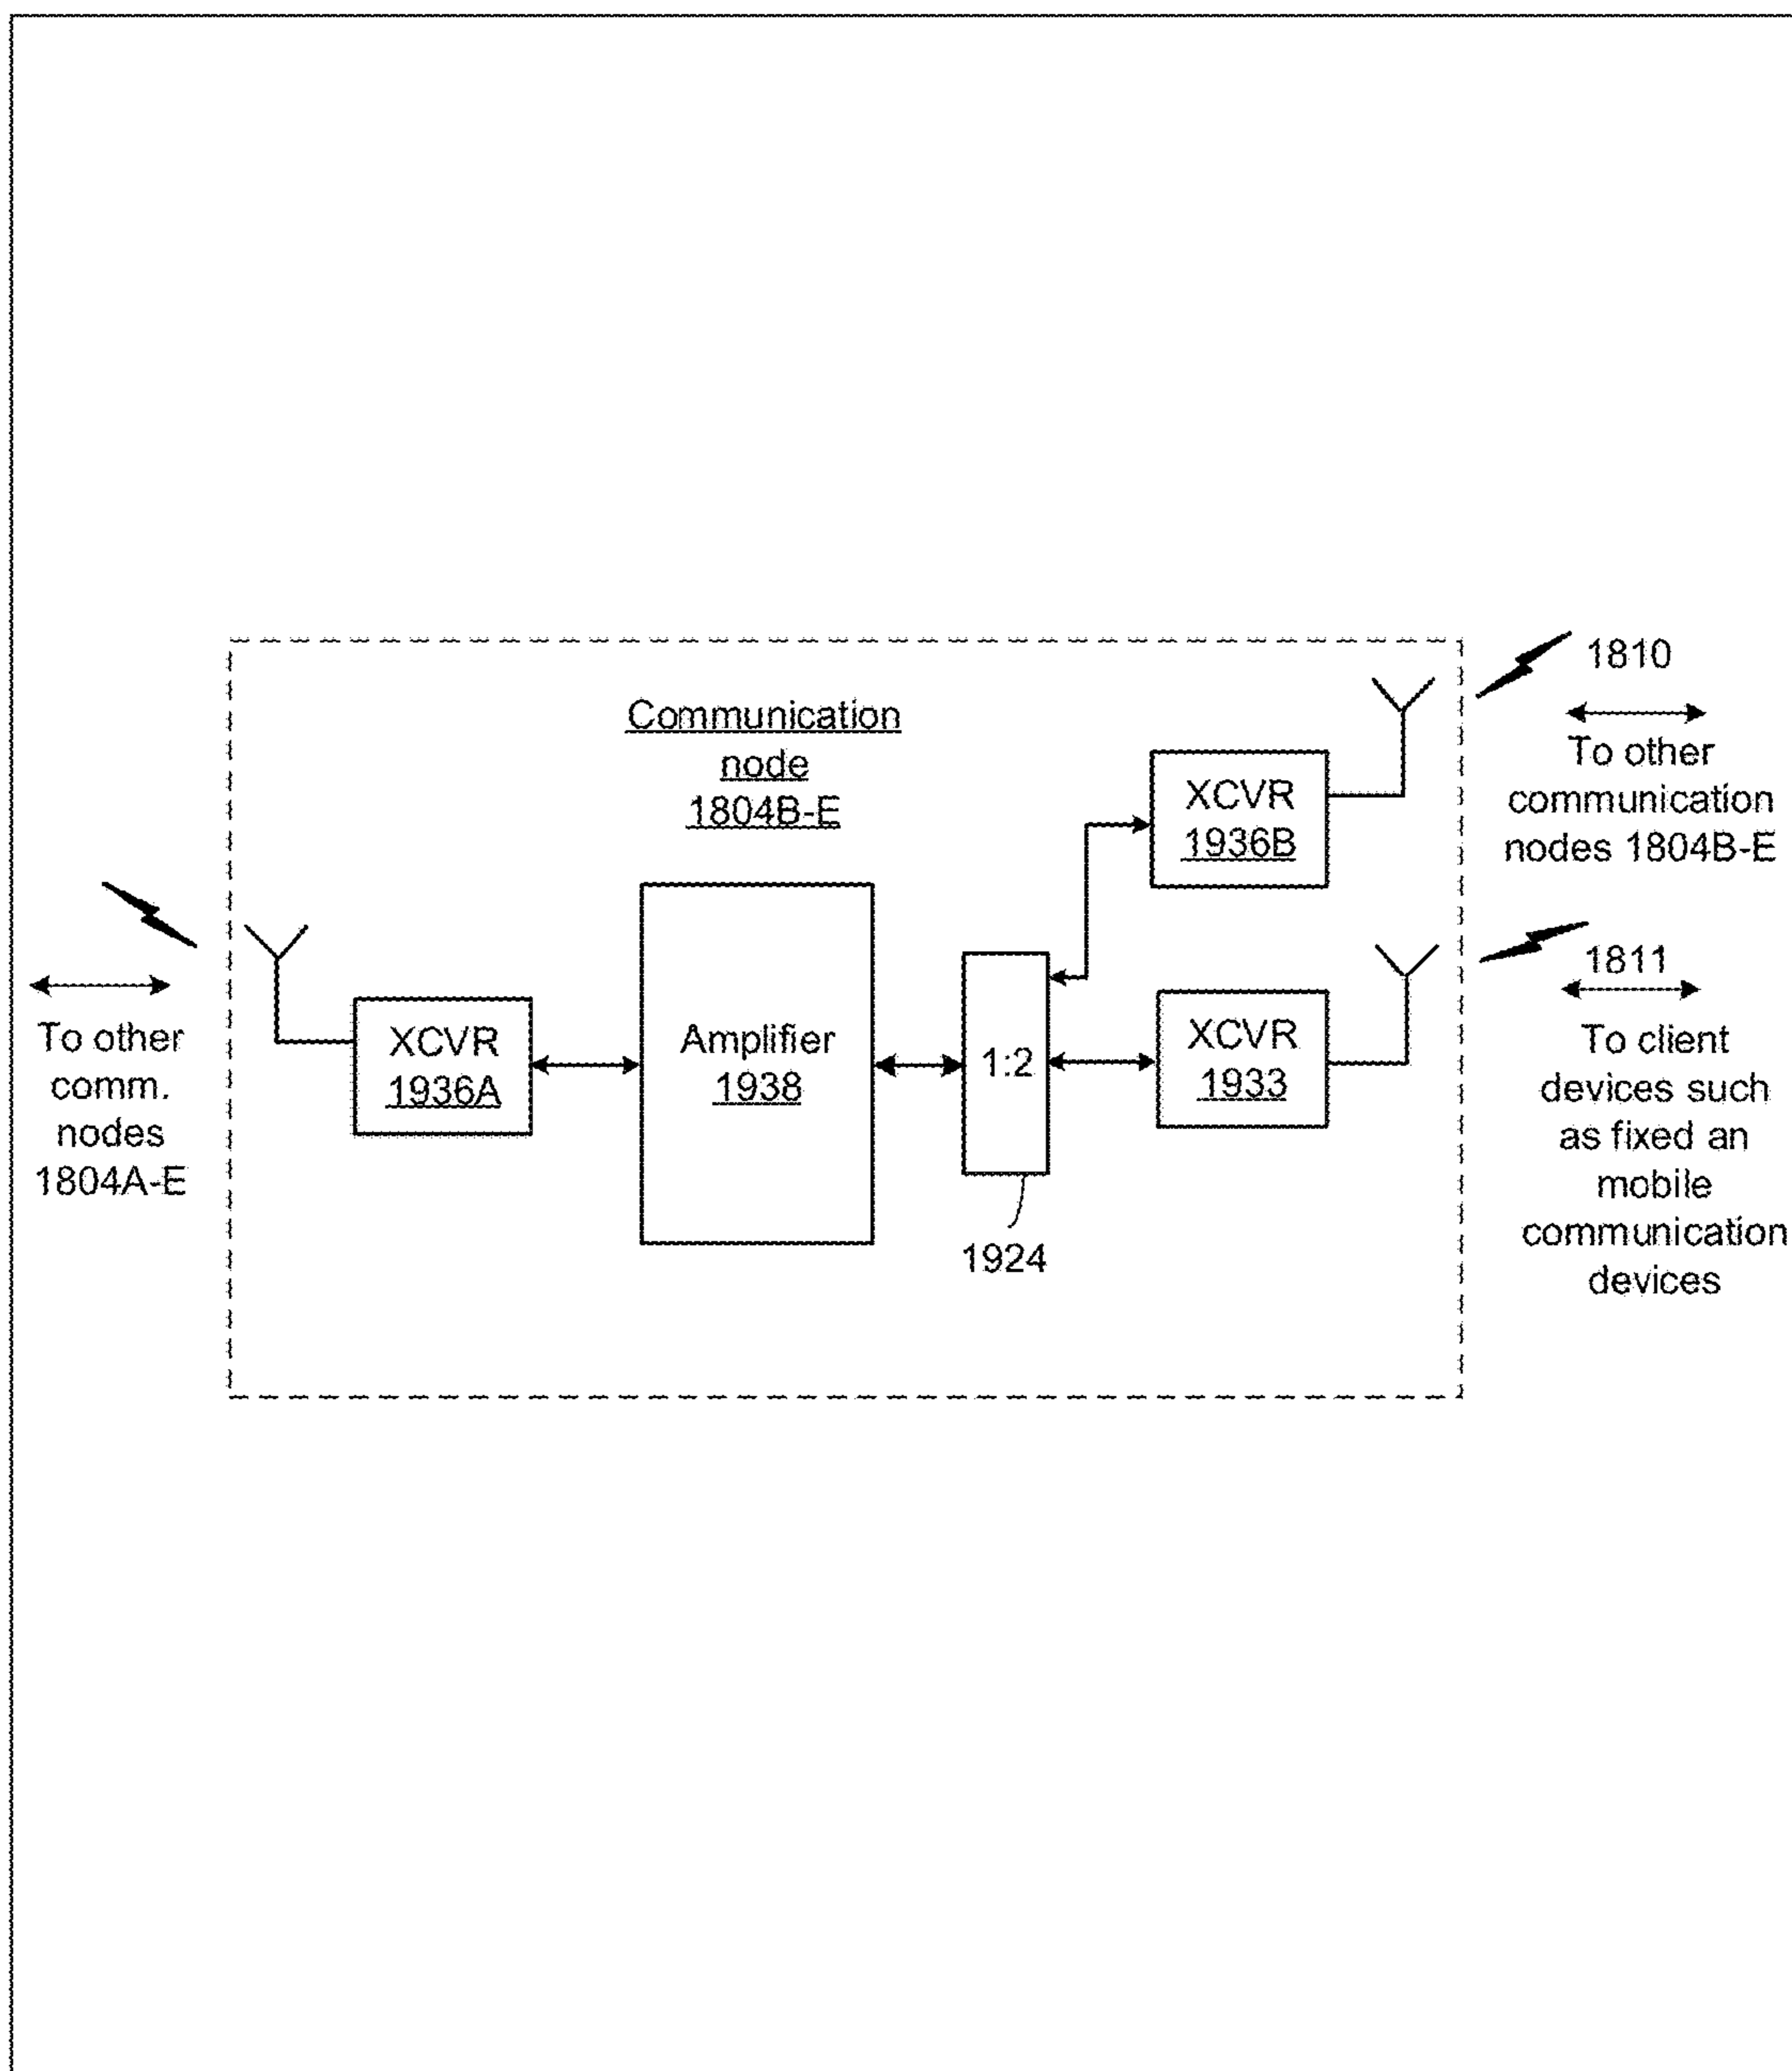 Communication
node
1804B-E
XCVR
1936A
Amplifier
1938
1:2
1924
XCVR
1936B
XCVR
1933
To other
comm.
nodes
1804A-E
1810
To other
communication
nodes 1804B-E
1811
To client
devices such
as fixed an
mobile
communication
devices